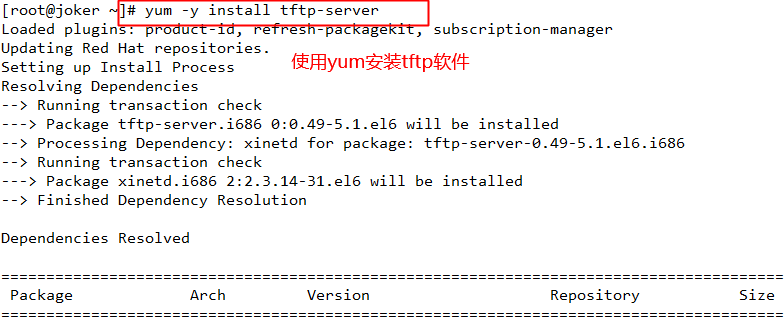 [root@joker ~]# yum -y install tftp-server
Loaded plugins: product-id, refresh-packagekit, subscription-manager
Updating Red Hat repositories.
使用yum安装tftp软件
Setting up Install Process
Resolving Dependencies
--> Running transaction check
---> Package tftp-server.i686 0:0.49-5.1.el6 will be installed
--> Processing Dependency: xinetd for package: tftp-server-0.49-5.1.el6.i686
--> Running transaction check
---> Package xinetd.i686 2:2.3.14-31.el6 will be installed
--> Finished Dependency Resolution
Dependencies Resolved
================================================================================
Package Arch Version Repository Size
================================================================================